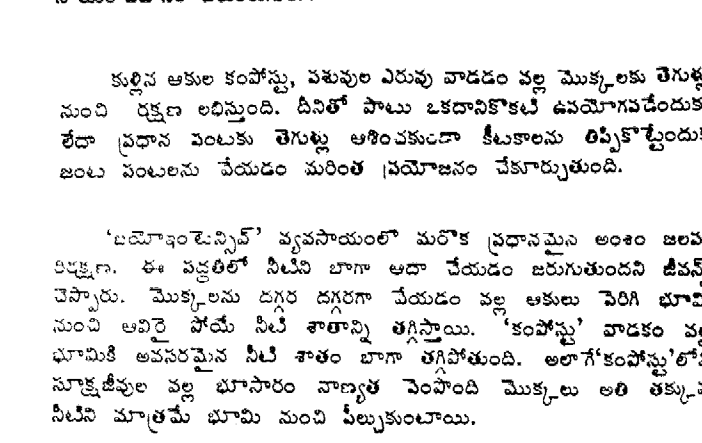 కుళ్లిన ఆకుల కంపోస్టు, పశువుల ఎరువు వాడడం వల్ల మొక్కలకు తెగుళ్ల
నుంచి రక్షణ లభిస్తుంది. దీనితో పాటు ఒకదానికొకటి ఉపయోగపడేందుక
లేదా ప్రధాన పంటకు తెగుళ్లు ఆశించకుండా కీటకాలను తిప్పికొట్టేందుక
జంట పంటలను వేయడం మరింత ప్రయోజనం చేకూర్చుతుంది.
'బయోఇంటెన్సివ్' వ్యవసాయంలో మరొక ప్రధానమైన అంశం జలప
రిరక్షణ. ఈ పద్ధతిలో నీటిని బాగా ఆదా చేయడం జరుగుతుందని జీవన్
చెప్పారు. మొక్కలను దగ్గర దగ్గరగా వేయడం వల్ల ఆకులు పెరిగి భూమి
నుంచి ఆవిరై పోయే నీటి శాతాన్ని తగ్గిస్తాయి. 'కంపోస్టు' వాడకం వల్ల
భూమికి అవసరమైన నీటి శాతం బాగా తగ్గిపోతుంది. అలాగే'కంపోస్టు'లో
సూక్షజీవుల వల్ల భూసారం నాణ్యత పెంపొంది మొక్కలు అతి తక్కువ
నీటిని మాత్రమే భూమి నుంచి పీల్చుకుంటాయి.